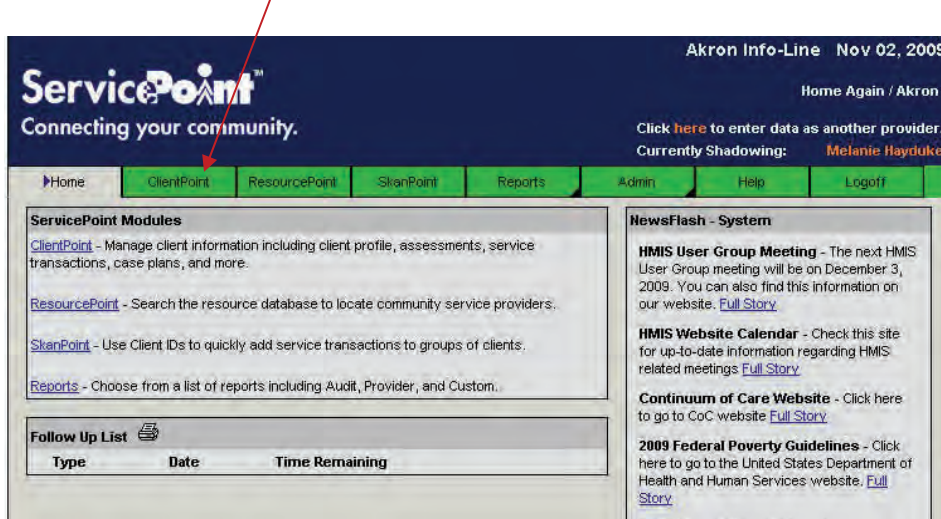 Akron Info-Line Nov 02, 2009
ServicePoint™
Home Again / Akron
Connecting your community.
Click here to enter data as another provider.
Currently Shadowing: Melanie Hayduke
Home ClientPoint ResourcePoint SkanPoint Reports Admin Help Logoff
ServicePoint Modules
ClientPoint - Manage client information including client profile, assessments, service
transactions, case plans, and more.
ResourcePoint - Search the resource database to locate community service providers.
SkanPoint - Use Client IDs to quickly add service transactions to groups of clients.
Reports - Choose from a list of reports including Audit, Provider, and Custom.
Follow Up List
Type Date Time Remaining
NewsFlash - System
HMIS User Group Meeting - The next HMIS
User Group meeting will be on December 3,
2009. You can also find this information on
our website. Full Story
HMIS Website Calendar - Check this site
for up-to-date information regarding HMIS
related meetings Full Story
Continuum of Care Website - Click here
to go to CoC website Full Story
2009 Federal Poverty Guidelines - Click
here to go to the United States Department of
Health and Human Services website. Full
Story